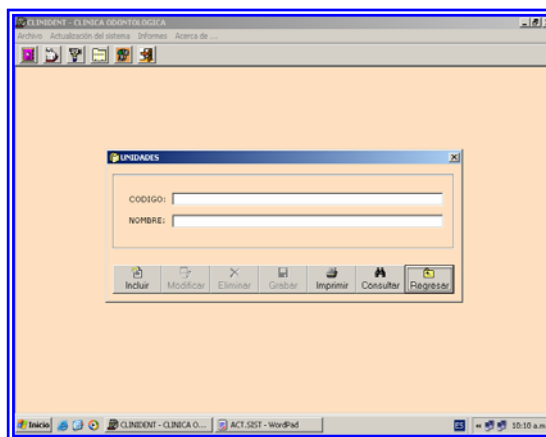 CLINIDENT - CLINICA ODONTOLOGICA
Archivo Actualización del sistema Informes Acerca de ...
UNIDADES
CODIGO:
NOMBRE:
Incluir Modificar Eliminar Grabar Imprimir Consultar Regresar
Inicio CLINIDENT - CLINICA O... ACT.SIST - WordPad ES « 10:10 a.m.